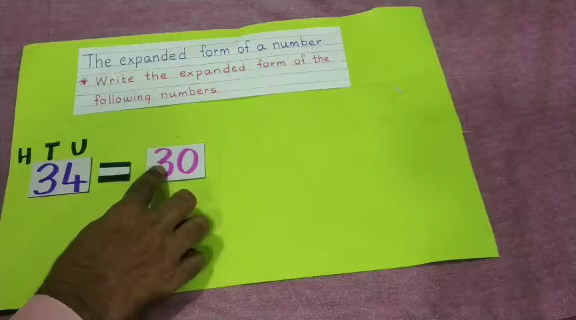 The expanded form of a number
* Write the expanded form of the
following numbers
H T U
34 = 30